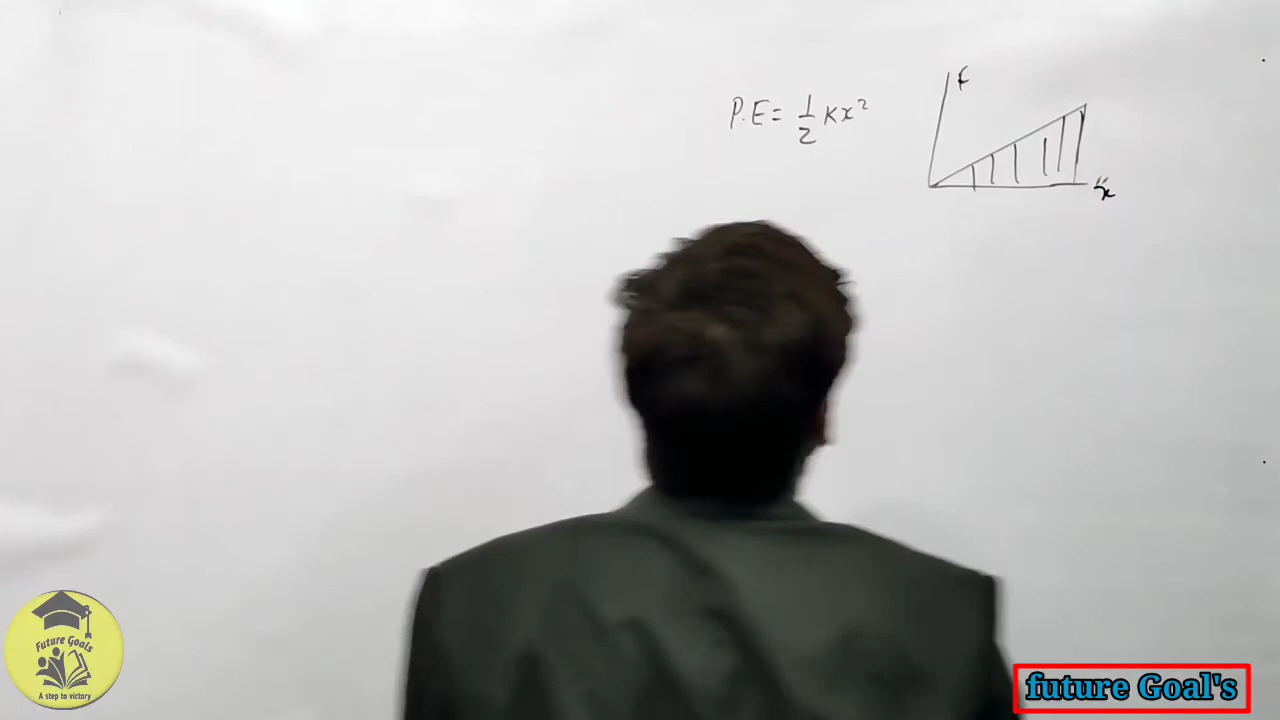 P.E = 1/2 Kx²
F
x
Future Goals
A step to victory
future Goal's